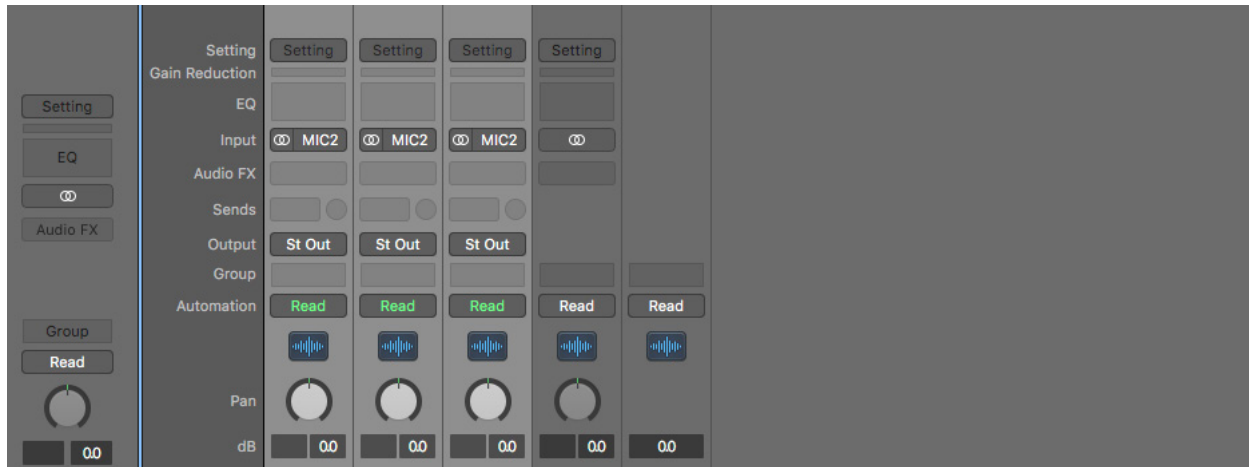 Setting
EQ
Audio FX
Group
Read
0.0
Setting Setting Setting Setting Setting
Gain Reduction
EQ
Input MIC2 MIC2 MIC2
Audio FX
Sends
Output St Out St Out St Out
Group
Automation Read Read Read Read Read
Pan
dB 0.0 0.0 0.0 0.0 0.0